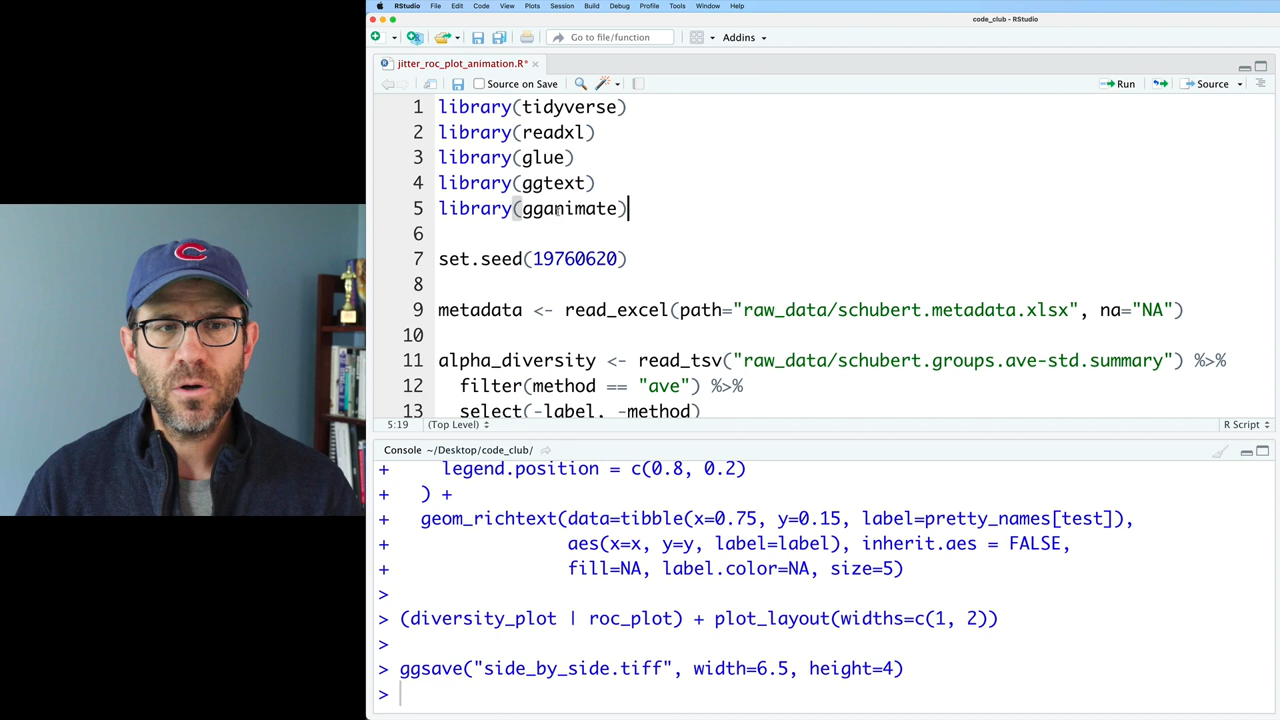 RStudio File Edit Code View Plots Session Build Debug Profile Tools Window Help
code_club - RStudio
Go to file/function Addins
jitter_roc_plot_animation.R*
Source on Save Run Source
1 library(tidyverse)
2 library(readxl)
3 library(glue)
4 library(ggtext)
5 library(gganimate)
6
7 set.seed(19760620)
8
9 metadata <- read_excel(path="raw_data/schubert.metadata.xlsx", na="NA")
10
11 alpha_diversity <- read_tsv("raw_data/schubert.groups.ave-std.summary") %>%
12 filter(method == "ave") %>%
13 select(-label, -method)
5:19 (Top Level) R Script
Console ~/Desktop/code_club/
+ legend.position = c(0.8, 0.2)
+ ) +
+ geom_richtext(data=tibble(x=0.75, y=0.15, label=pretty_names[test]),
+ aes(x=x, y=y, label=label), inherit.aes = FALSE,
+ fill=NA, label.color=NA, size=5)
>
> (diversity_plot | roc_plot) + plot_layout(widths=c(1, 2))
>
> ggsave("side_by_side.tiff", width=6.5, height=4)
>
C